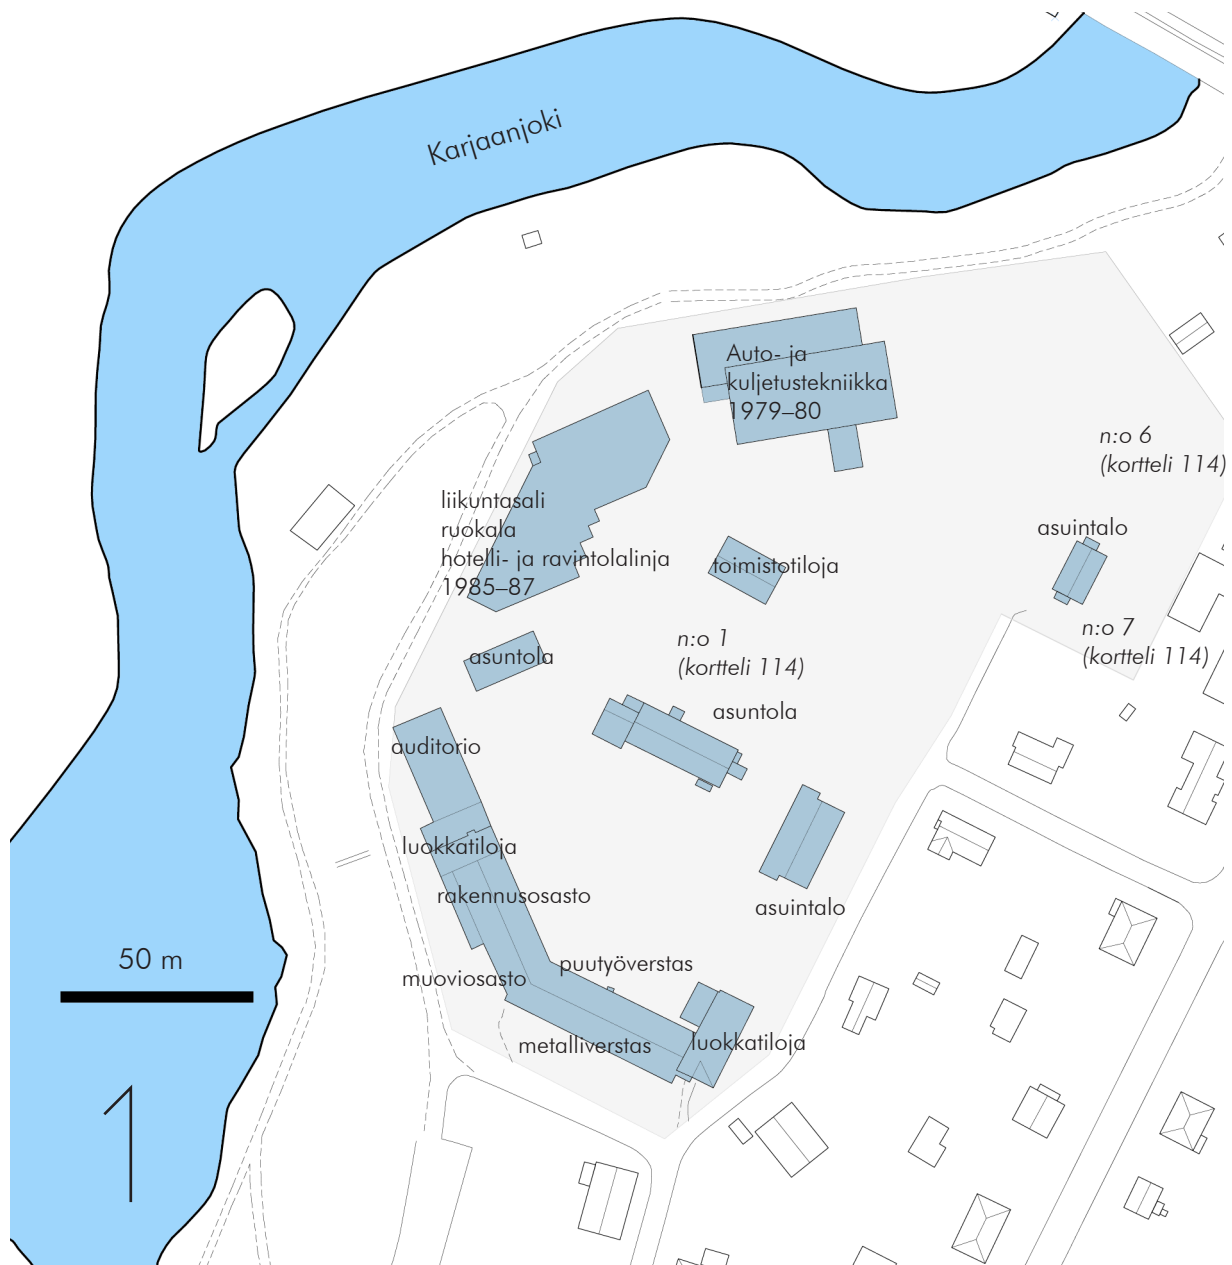 Karjaanjoki
Auto- ja
kuljetustekniikka
1979–80
n:o 6
(kortteli 114)
liikuntasali
ruokala
hotelli- ja ravintolalinja
1985–87
asuintalo
toimistotiloja
n:o 7
(kortteli 114)
n:o 1
(kortteli 114)
asuntola
asuntola
auditorio
luokkatiloja
rakennusosasto
asuintalo
50 m
puutyöverstas
muoviosasto
metalliverstas
luokkatiloja